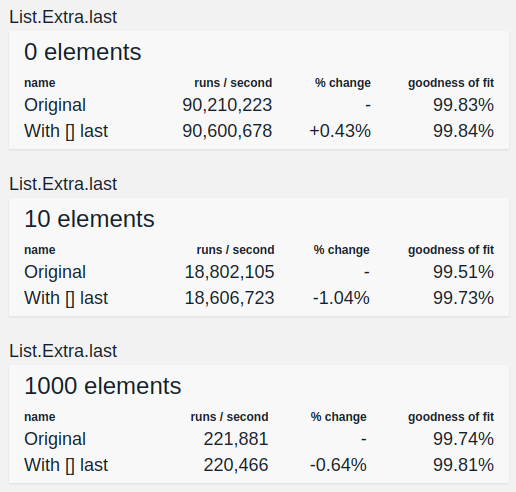 List.Extra.last
0 elements
name runs / second % change goodness of fit
Original 90,210,223 - 99.83%
With [] last 90,600,678 +0.43% 99.84%
List.Extra.last
10 elements
name runs / second % change goodness of fit
Original 18,802,105 - 99.51%
With [] last 18,606,723 -1.04% 99.73%
List.Extra.last
1000 elements
name runs / second % change goodness of fit
Original 221,881 - 99.74%
With [] last 220,466 -0.64% 99.81%